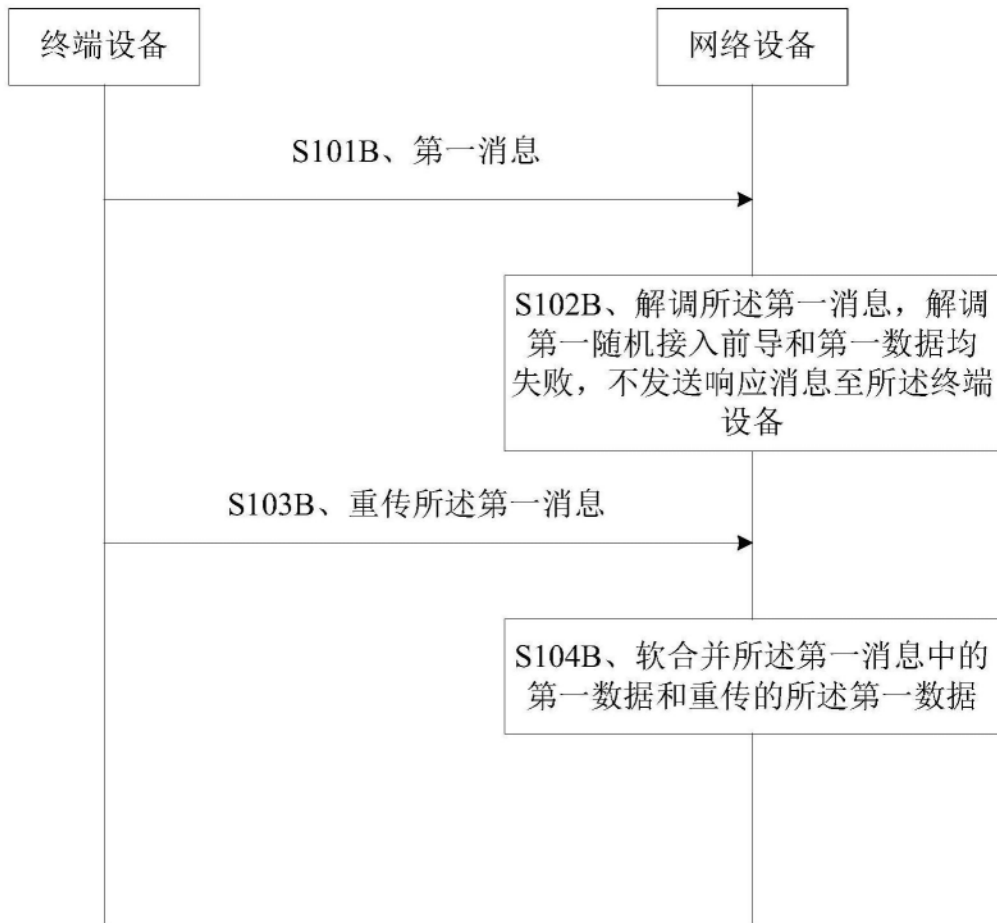 终端设备
网络设备
S101B、第一消息
S102B、解调所述第一消息，解调
第一随机接入前导和第一数据均
失败，不发送响应消息至所述终端
设备
S103B、重传所述第一消息
S104B、软合并所述第一消息中的
第一数据和重传的所述第一数据